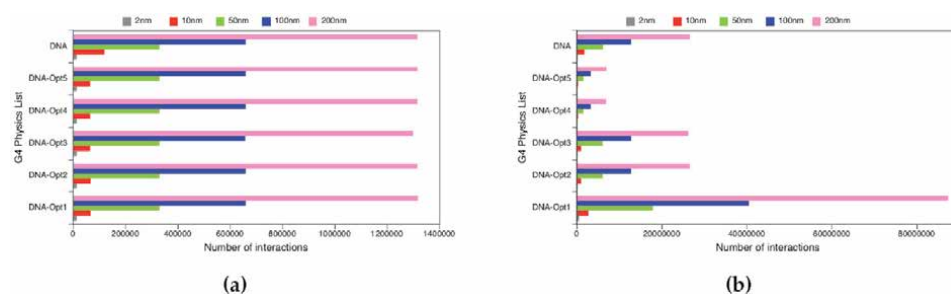 2nm 10nm 50nm 100nm 200nm
DNA
DNA-Opt5
DNA-Opt4
DNA-Opt3
DNA-Opt2
DNA-Opt1
G4 Physics List
0 200000 400000 600000 800000 1000000 1200000 1400000
Number of interactions
(a)
2nm 10nm 50nm 100nm 200nm
DNA
DNA-Opt5
DNA-Opt4
DNA-Opt3
DNA-Opt2
DNA-Opt1
G4 Physics List
0 20000000 40000000 60000000 80000000
Number of interactions
(b)